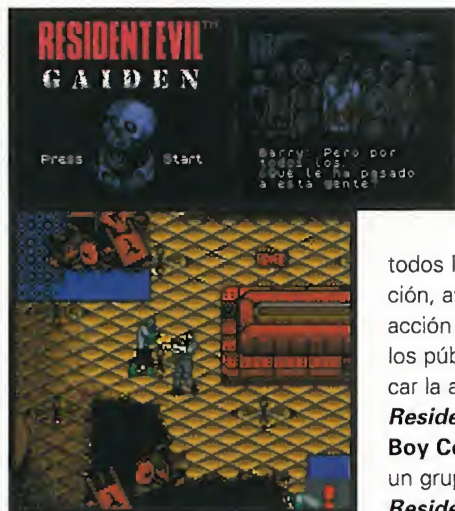 RESIDENT EVIL™
GAIDEN
Press Start
Barry: Pero por
todos los...
¿Qué le ha pasado
a esta gente?
todos l
ción, a
acción
los púb
car la a
Reside
Boy Co
un grup
Reside